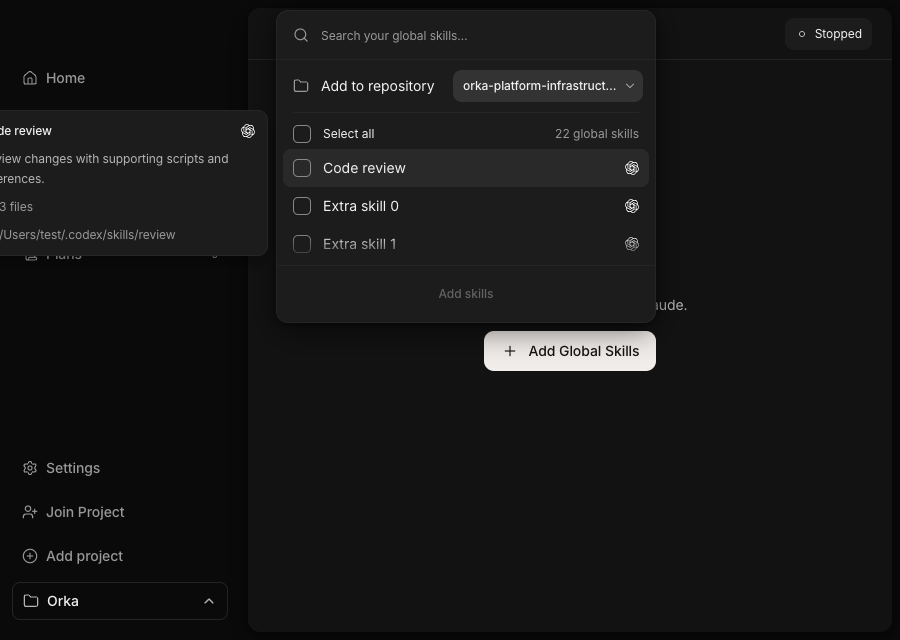 Search your global skills...
Stopped
Home
Add to repository
orka-platform-infrastruct...
de review
view changes with supporting scripts and
erences.
3 files
/Users/test/.codex/skills/review
Select all
22 global skills
Code review
Extra skill 0
Extra skill 1
Plans
Add skills
aude.
Add Global Skills
Settings
Join Project
Add project
Orka